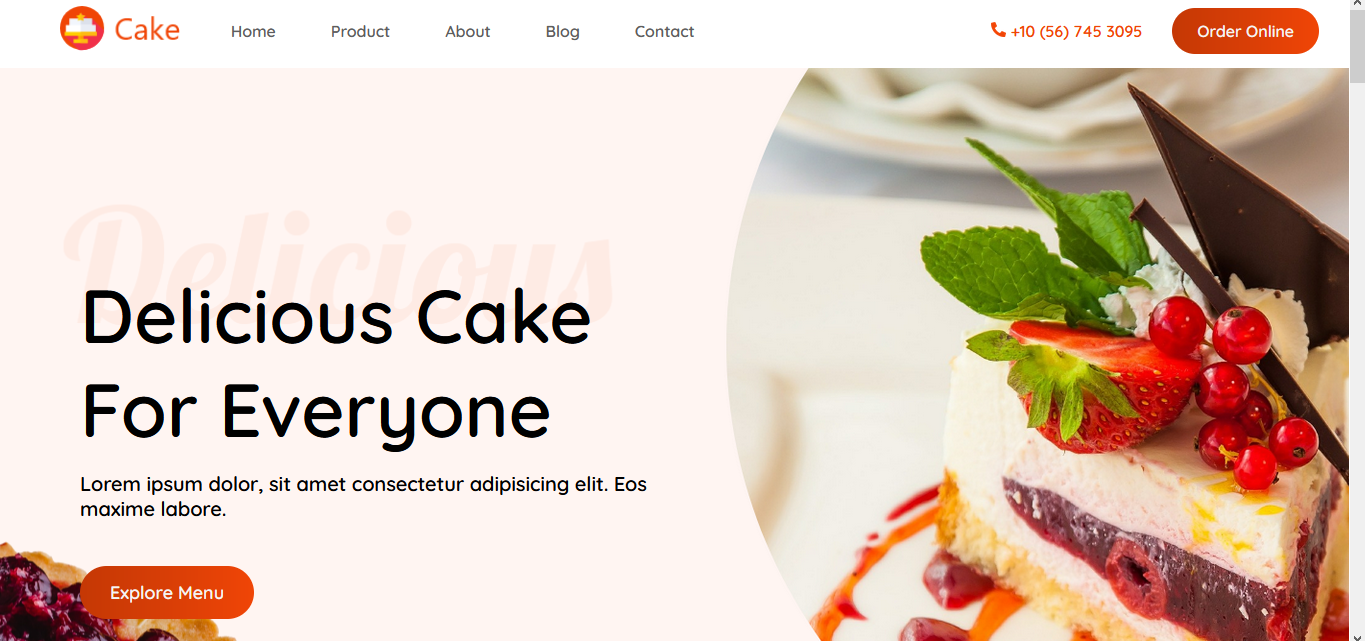 Cake
Home
Product
About
Blog
Contact
+10 (56) 745 3095
Order Online
Delicious
Delicious Cake
For Everyone
Lorem ipsum dolor, sit amet consectetur adipisicing elit. Eos
maxime labore.
Explore Menu